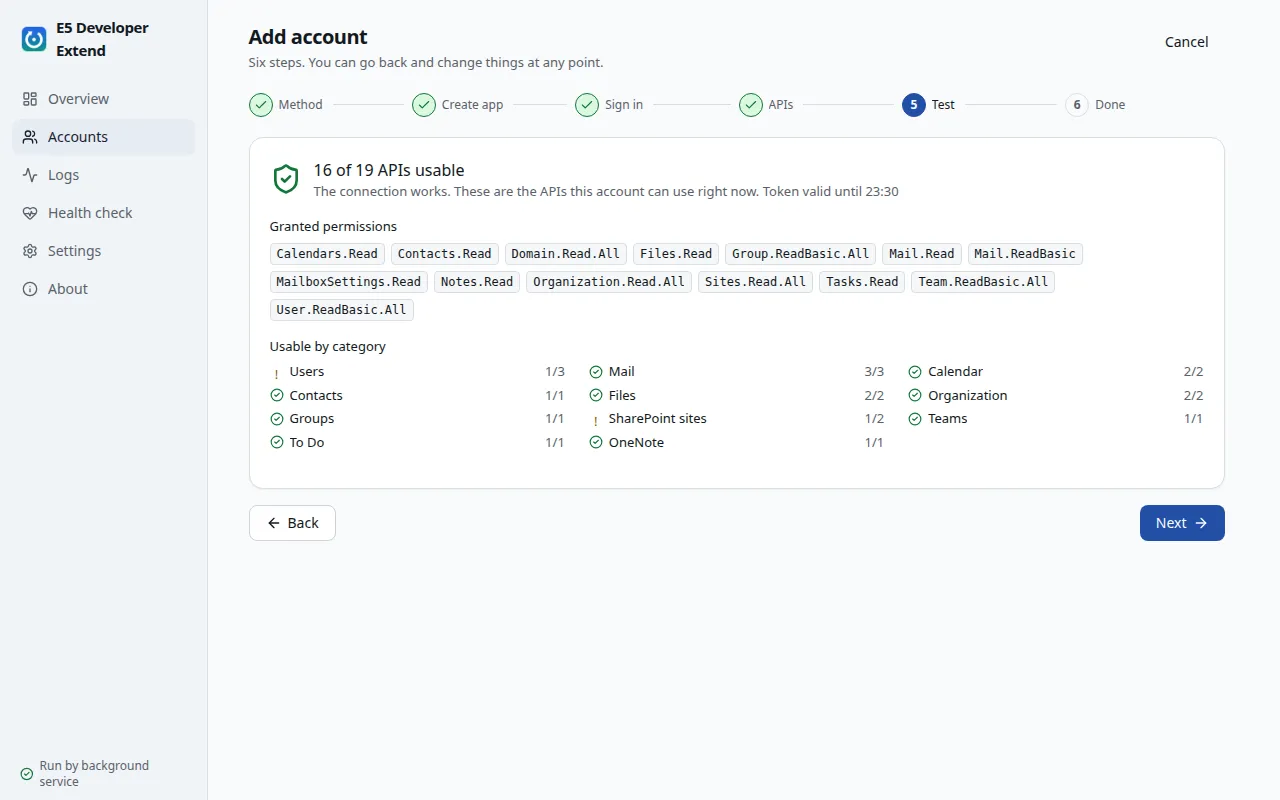 E5 Developer
Extend
Overview
Accounts
Logs
Health check
Settings
About
Run by background
service
Add account
Six steps. You can go back and change things at any point.
Cancel
Method
Create app
Sign in
APIs
5 Test
6 Done
16 of 19 APIs usable
The connection works. These are the APIs this account can use right now. Token valid until 23:30
Granted permissions
Calendars.Read Contacts.Read Domain.Read.All Files.Read Group.ReadBasic.All Mail.Read Mail.ReadBasic
MailboxSettings.Read Notes.Read Organization.Read.All Sites.Read.All Tasks.Read Team.ReadBasic.All
User.ReadBasic.All
Usable by category
! Users 1/3 Mail 3/3 Calendar 2/2
Contacts 1/1 Files 2/2 Organization 2/2
Groups 1/1 ! SharePoint sites 1/2 Teams 1/1
To Do 1/1 OneNote 1/1
Back
Next